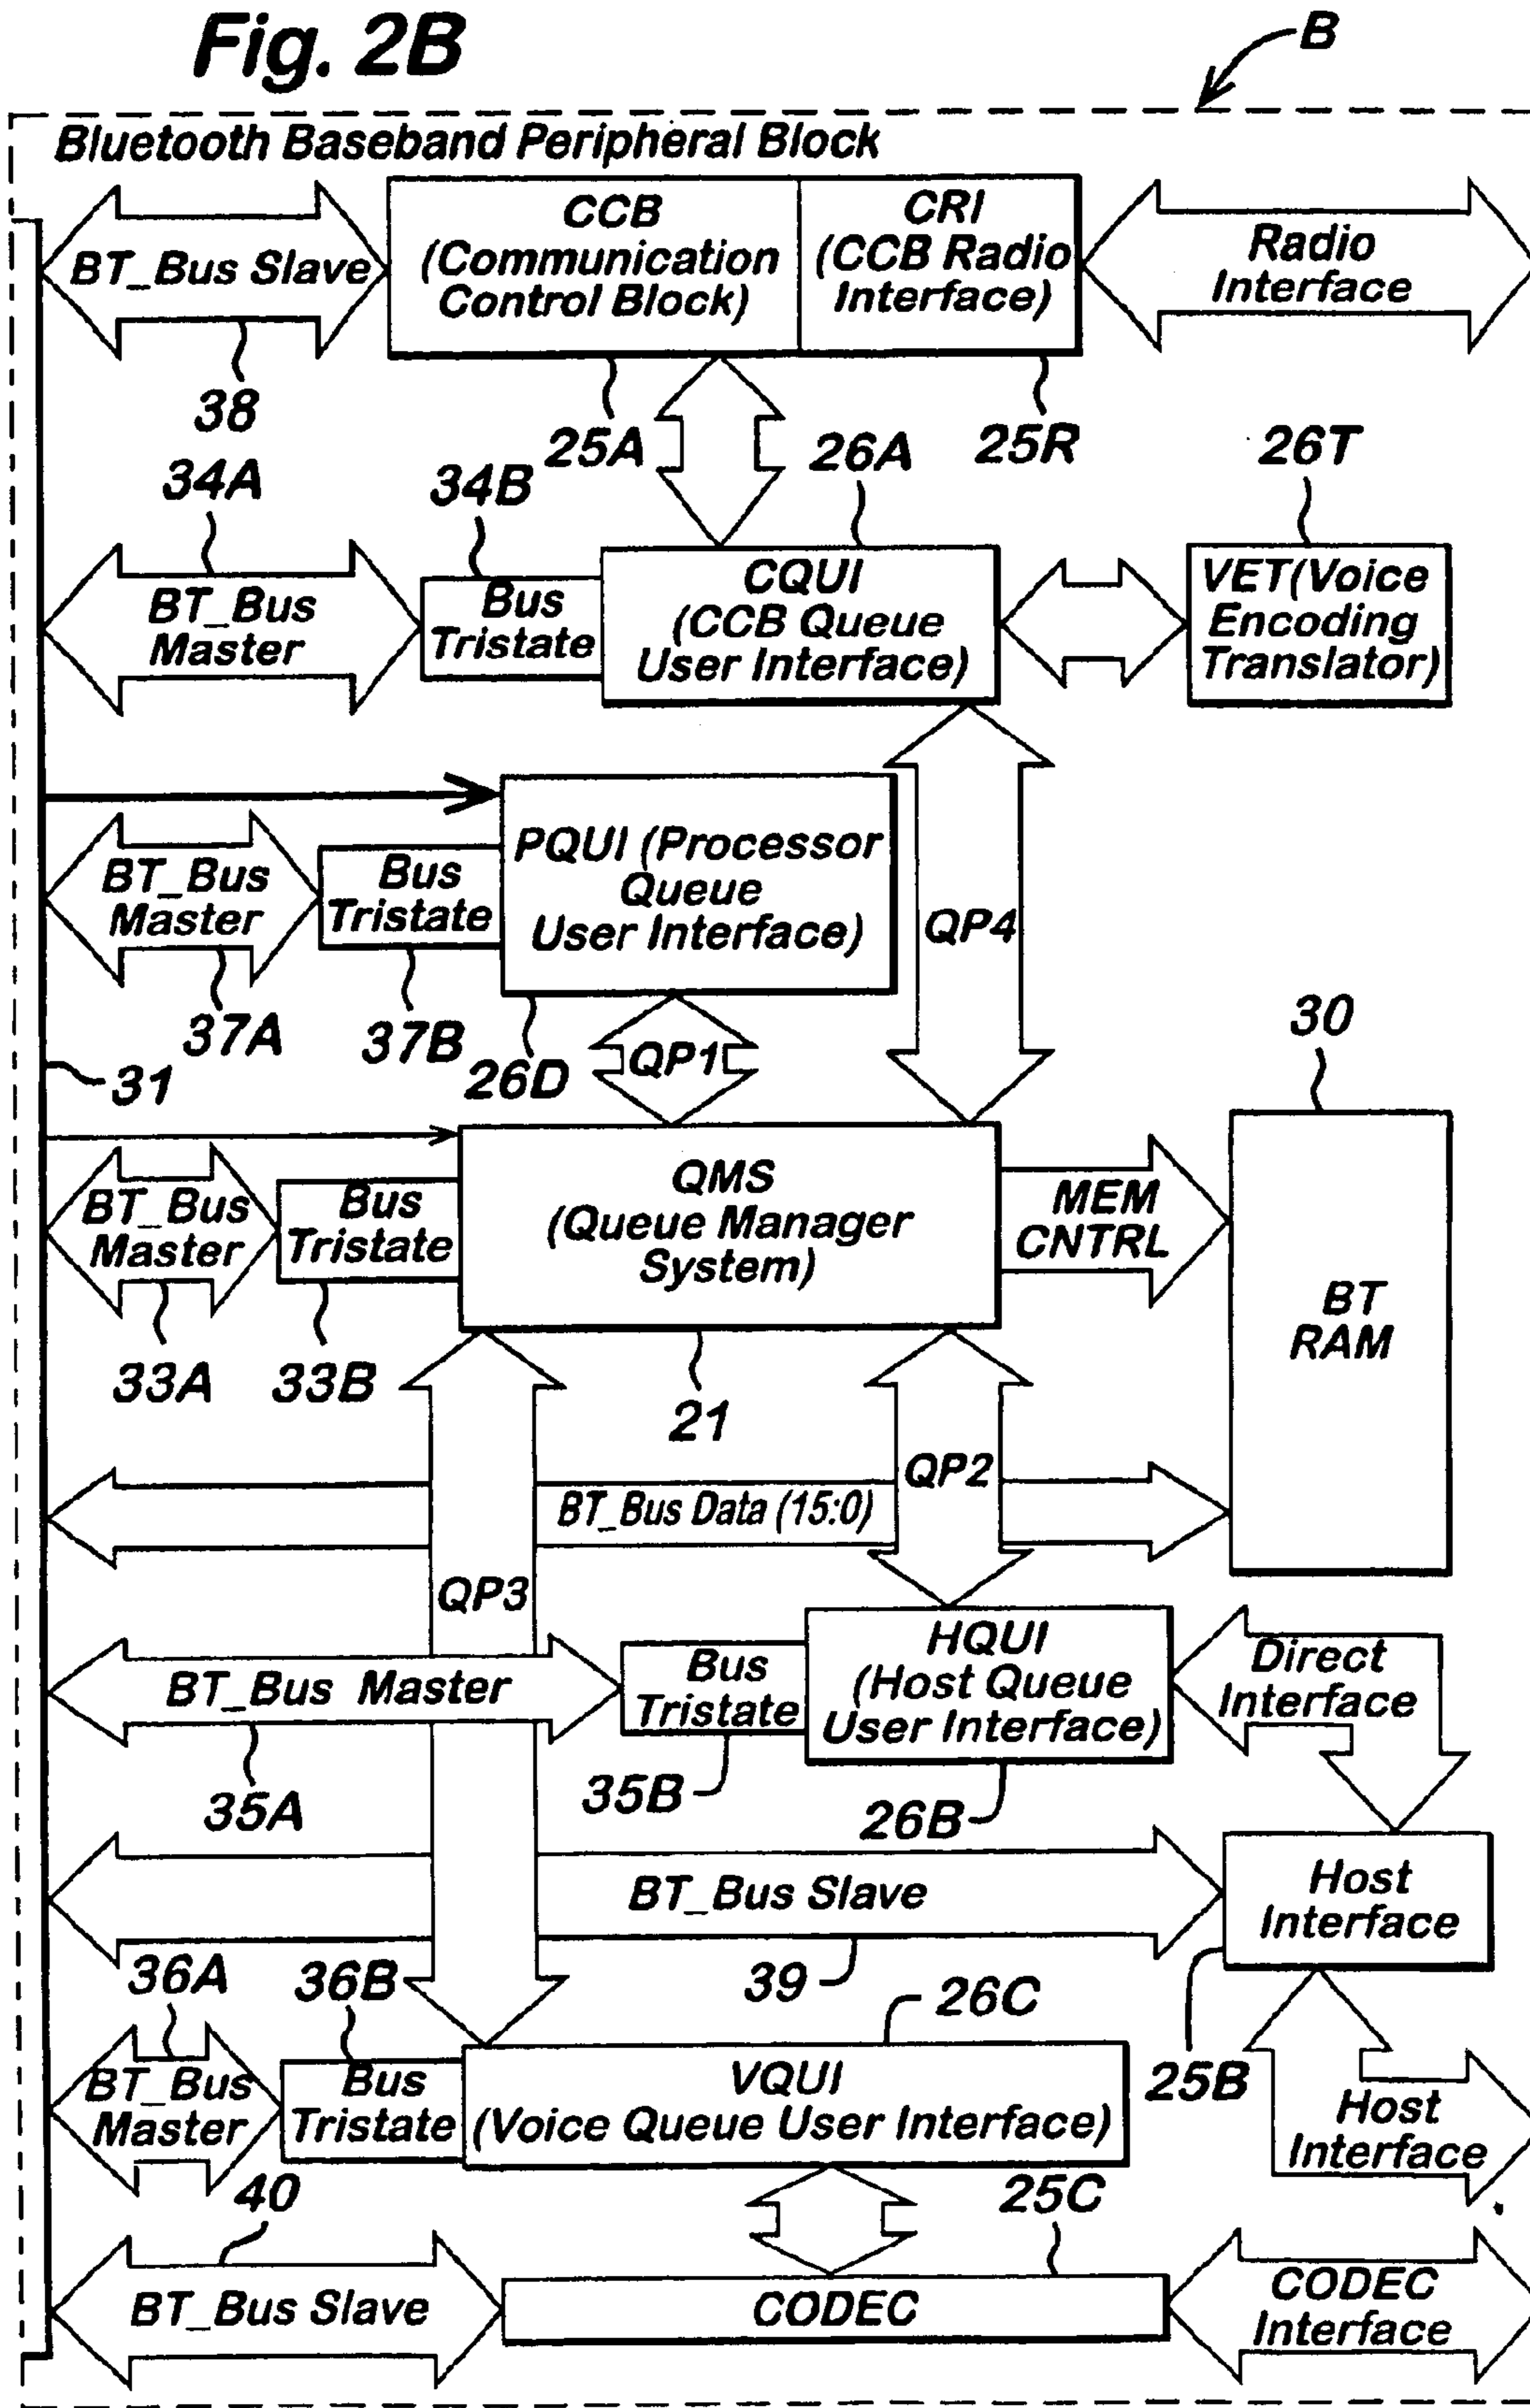 Fig. 2B
B
Bluetooth Baseband Peripheral Block
BT_Bus Slave
CCB
(Communication
Control Block)
CRI
(CCB Radio
Interface)
Radio
Interface
38
25A
25R
34A
34B
26A
26T
BT_Bus
Master
Bus
Tristate
CQUI
(CCB Queue
User Interface)
VET(Voice
Encoding
Translator)
BT_Bus
Master
Bus
Tristate
PQUI (Processor
Queue
User Interface)
QP4
37A
37B
26D
QP1
30
31
BT_Bus
Master
Bus
Tristate
QMS
(Queue Manager
System)
MEM
CNTRL
BT
RAM
33A
33B
21
QP2
BT_Bus Data (15:0)
QP3
BT_Bus Master
Bus
Tristate
HQUI
(Host Queue
User Interface)
Direct
Interface
35A
35B
26B
BT_Bus Slave
Host
Interface
39
36A
36B
26C
25B
BT_Bus
Master
Bus
Tristate
VQUI
(Voice Queue User Interface)
Host
Interface
40
25C
BT_Bus Slave
CODEC
CODEC
Interface